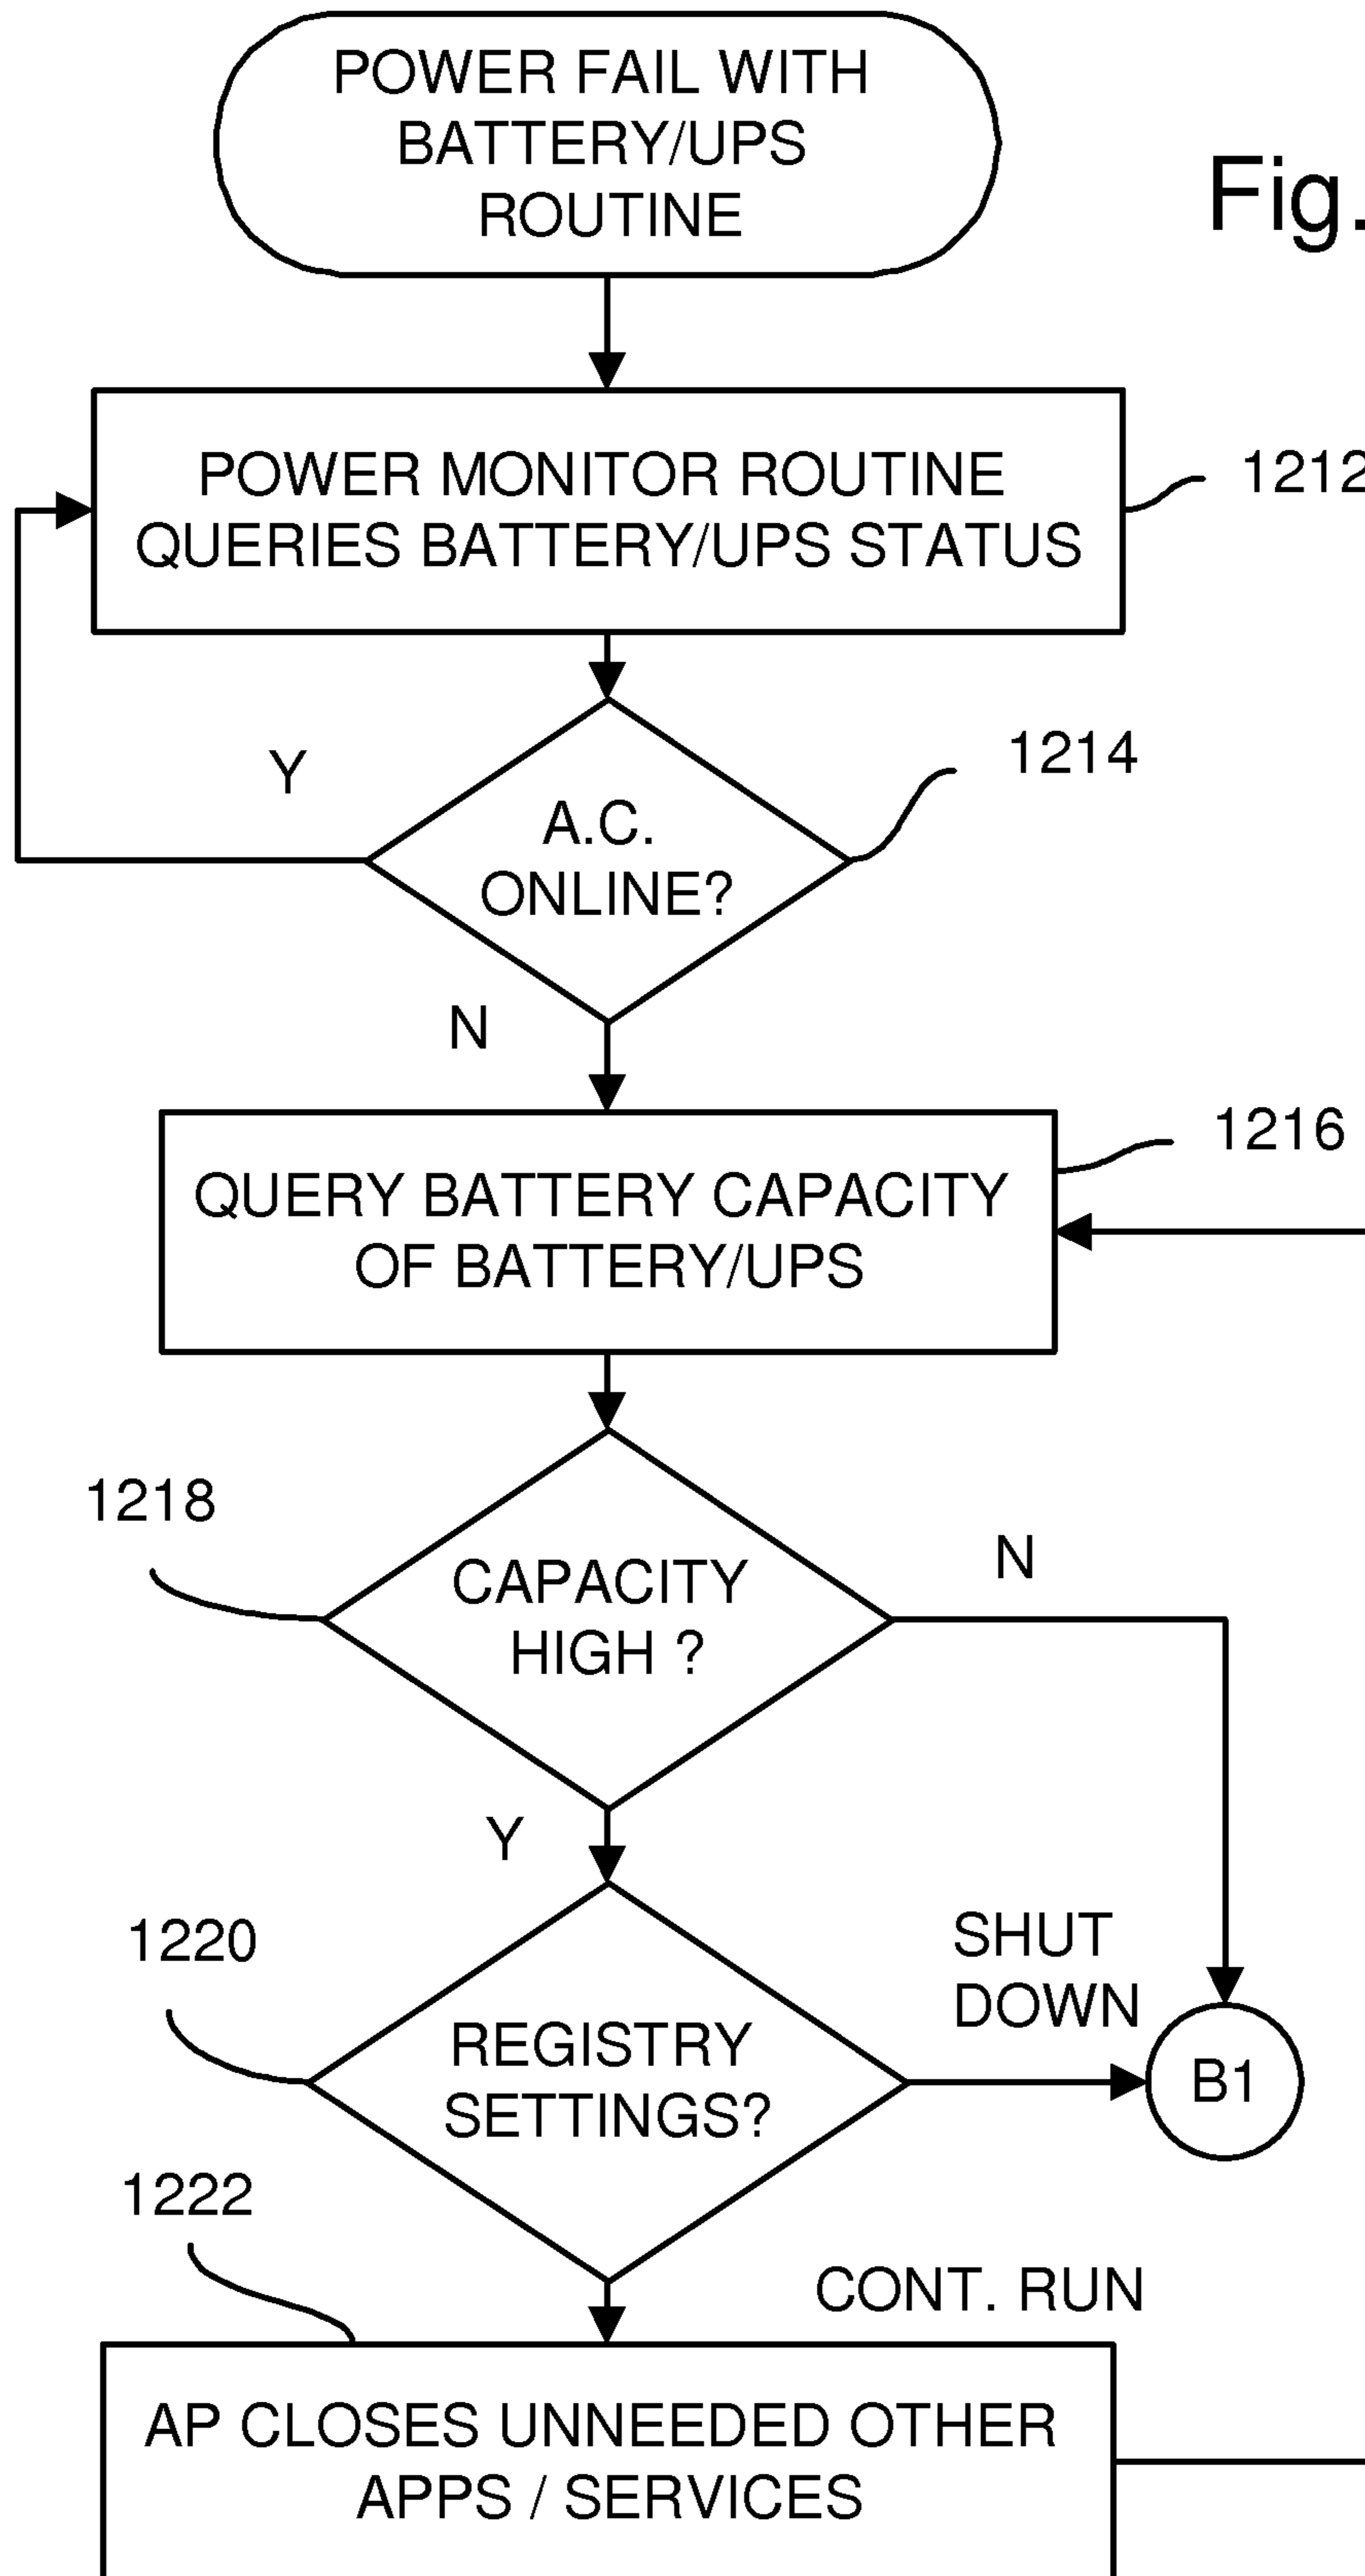 POWER FAIL WITH
BATTERY/UPS
ROUTINE
Fig.
POWER MONITOR ROUTINE
QUERIES BATTERY/UPS STATUS
1212
Y
1214
A.C.
ONLINE?
N
1216
QUERY BATTERY CAPACITY
OF BATTERY/UPS
1218
CAPACITY
HIGH ?
N
Y
1220
SHUT
DOWN
REGISTRY
SETTINGS?
B1
1222
CONT. RUN
AP CLOSES UNNEEDED OTHER
APPS / SERVICES